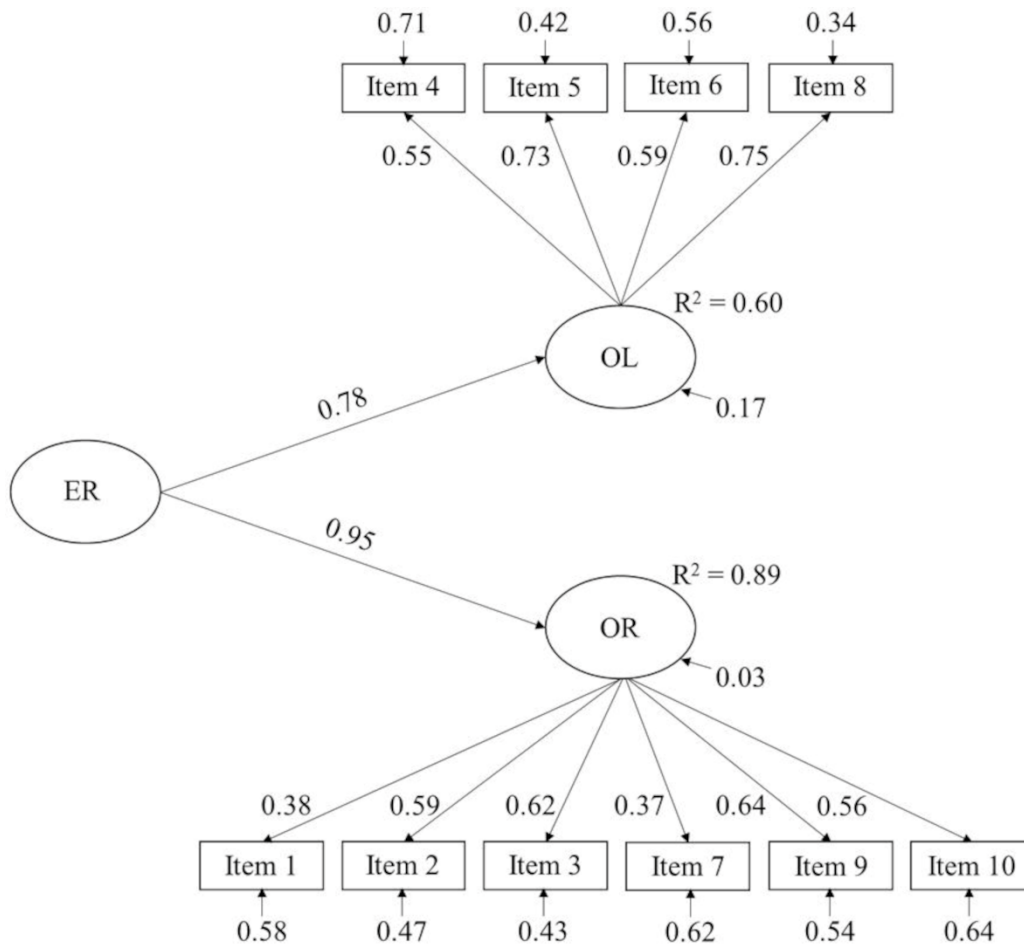 0.71 0.42 0.56 0.34
Item 4 Item 5 Item 6 Item 8
0.55 0.73 0.59 0.75
R² = 0.60
OL
0.78
0.17
ER
0.95
R² = 0.89
OR
0.03
0.38 0.59 0.62 0.37 0.64 0.56
Item 1 Item 2 Item 3 Item 7 Item 9 Item 10
0.58 0.47 0.43 0.62 0.54 0.64